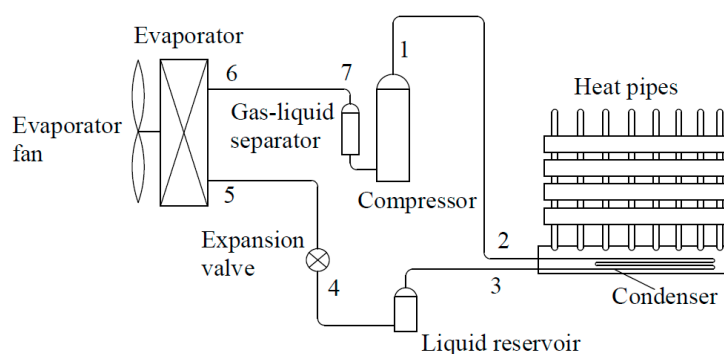 Evaporator
6
7
1
Heat pipes
Gas-liquid
separator
Evaporator
fan
5
Compressor
Expansion
valve
2
4
3
Condenser
Liquid reservoir